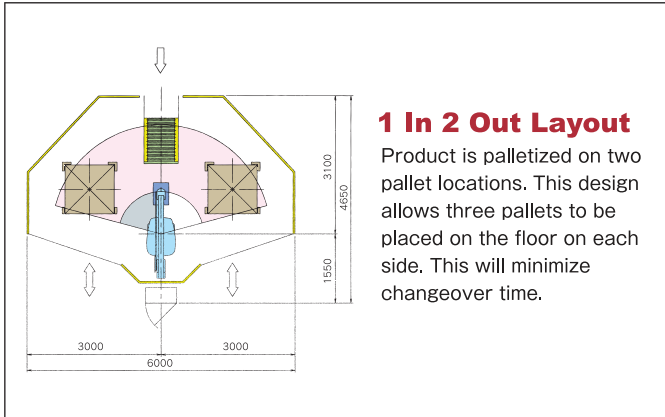 1 In 2 Out Layout
Product is palletized on two
pallet locations. This design
allows three pallets to be
placed on the floor on each
side. This will minimize
changeover time.
3100
4650
1550
3000
3000
6000